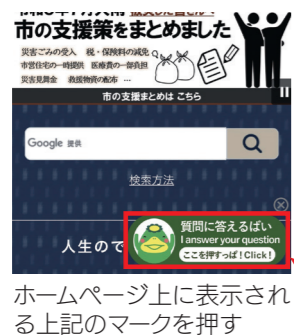 市の支援策をまとめました
災害ごみの受入 税・保険料の減免
市営住宅の一時提供 医療費の一部負担
災害見舞金 救援物資の配布 …
市の支援まとめは こちら
Google 提供
検索方法
人生ので
質問に答えるばい
I answer your question
ここを押すっぱ!Click!
ホームページ上に表示され
る上記のマークを押す